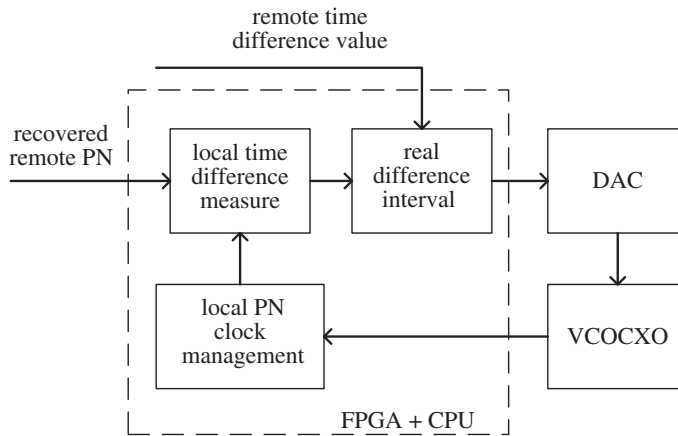 remote time
difference value
recovered
remote PN
local time
difference
measure
real
difference
interval
DAC
local PN
clock
management
VCOCXO
FPGA + CPU